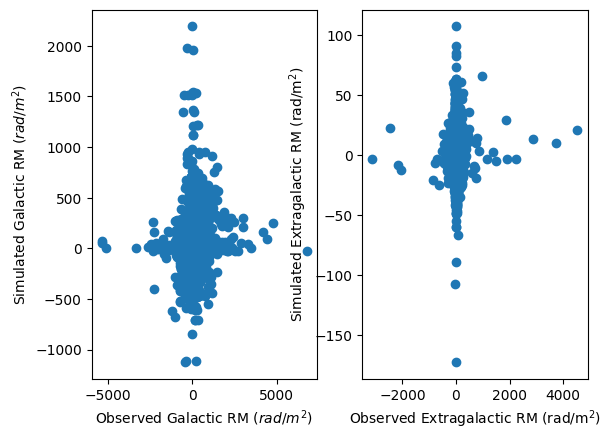 2000
1500
1000
500
0
−500
−1000
−5000 0 5000
Simulated Galactic RM (rad/m²)
Observed Galactic RM (rad/m²)
100
50
0
−50
−100
−150
−2000 0 2000 4000
Simulated Extragalactic RM (rad/m²)
Observed Extragalactic RM (rad/m²)